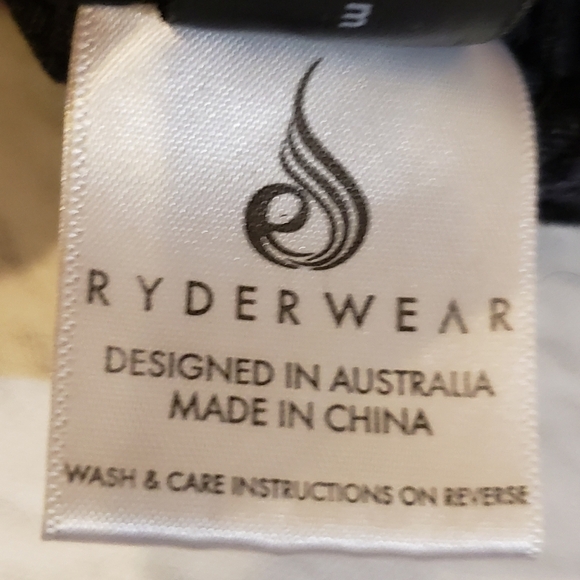 m
RYDERWEAR
DESIGNED IN AUSTRALIA
MADE IN CHINA
WASH & CARE INSTRUCTIONS ON REVERSE